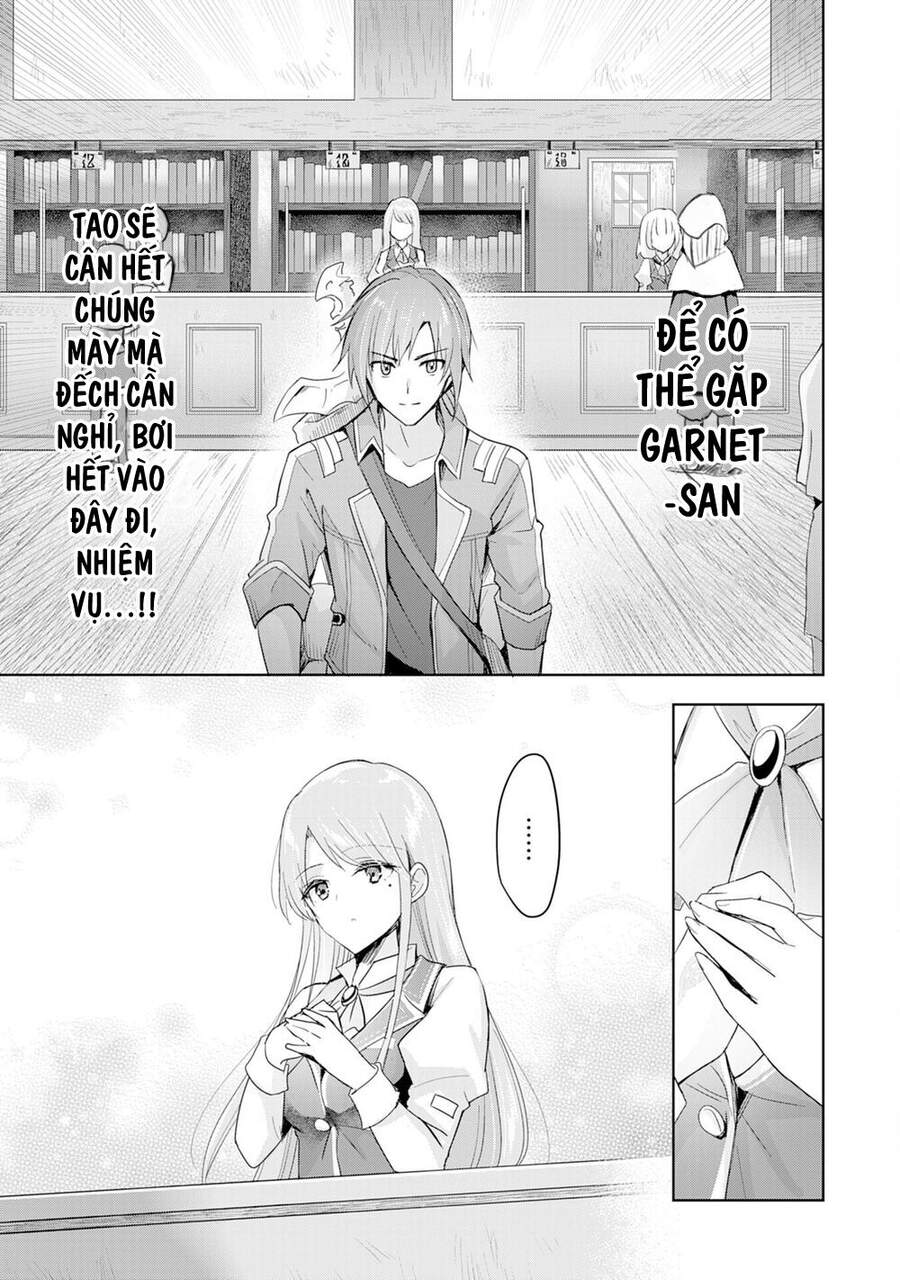 ĐỂ CÓ
THỂ GẶP
GARNET
-SAN
TAO SẼ
CÂN HẾT
CHÚNG
MÀY MÀ
ĐẾCH CẦN
NGHỈ, BƠI
HẾT VÀO
ĐÂY ĐI,
NHIỆM
VỤ...!!
........